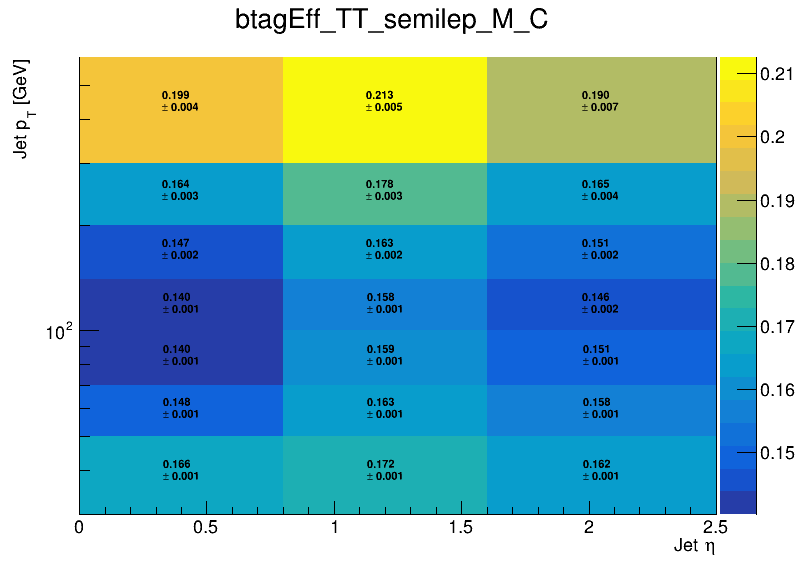 btagEff_TT_semilep_M_C
Jet p_T [GeV]
0.199 0.213 0.190
± 0.004 ± 0.005 ± 0.007
0.164 0.178 0.165
± 0.003 ± 0.003 ± 0.004
0.147 0.163 0.151
± 0.002 ± 0.002 ± 0.002
0.140 0.158 0.146
± 0.001 ± 0.001 ± 0.002
10²
0.140 0.159 0.151
± 0.001 ± 0.001 ± 0.001
0.148 0.163 0.158
± 0.001 ± 0.001 ± 0.001
0.166 0.172 0.162
± 0.001 ± 0.001 ± 0.001
0 0.5 1 1.5 2 2.5
Jet η
0.21
0.2
0.19
0.18
0.17
0.16
0.15